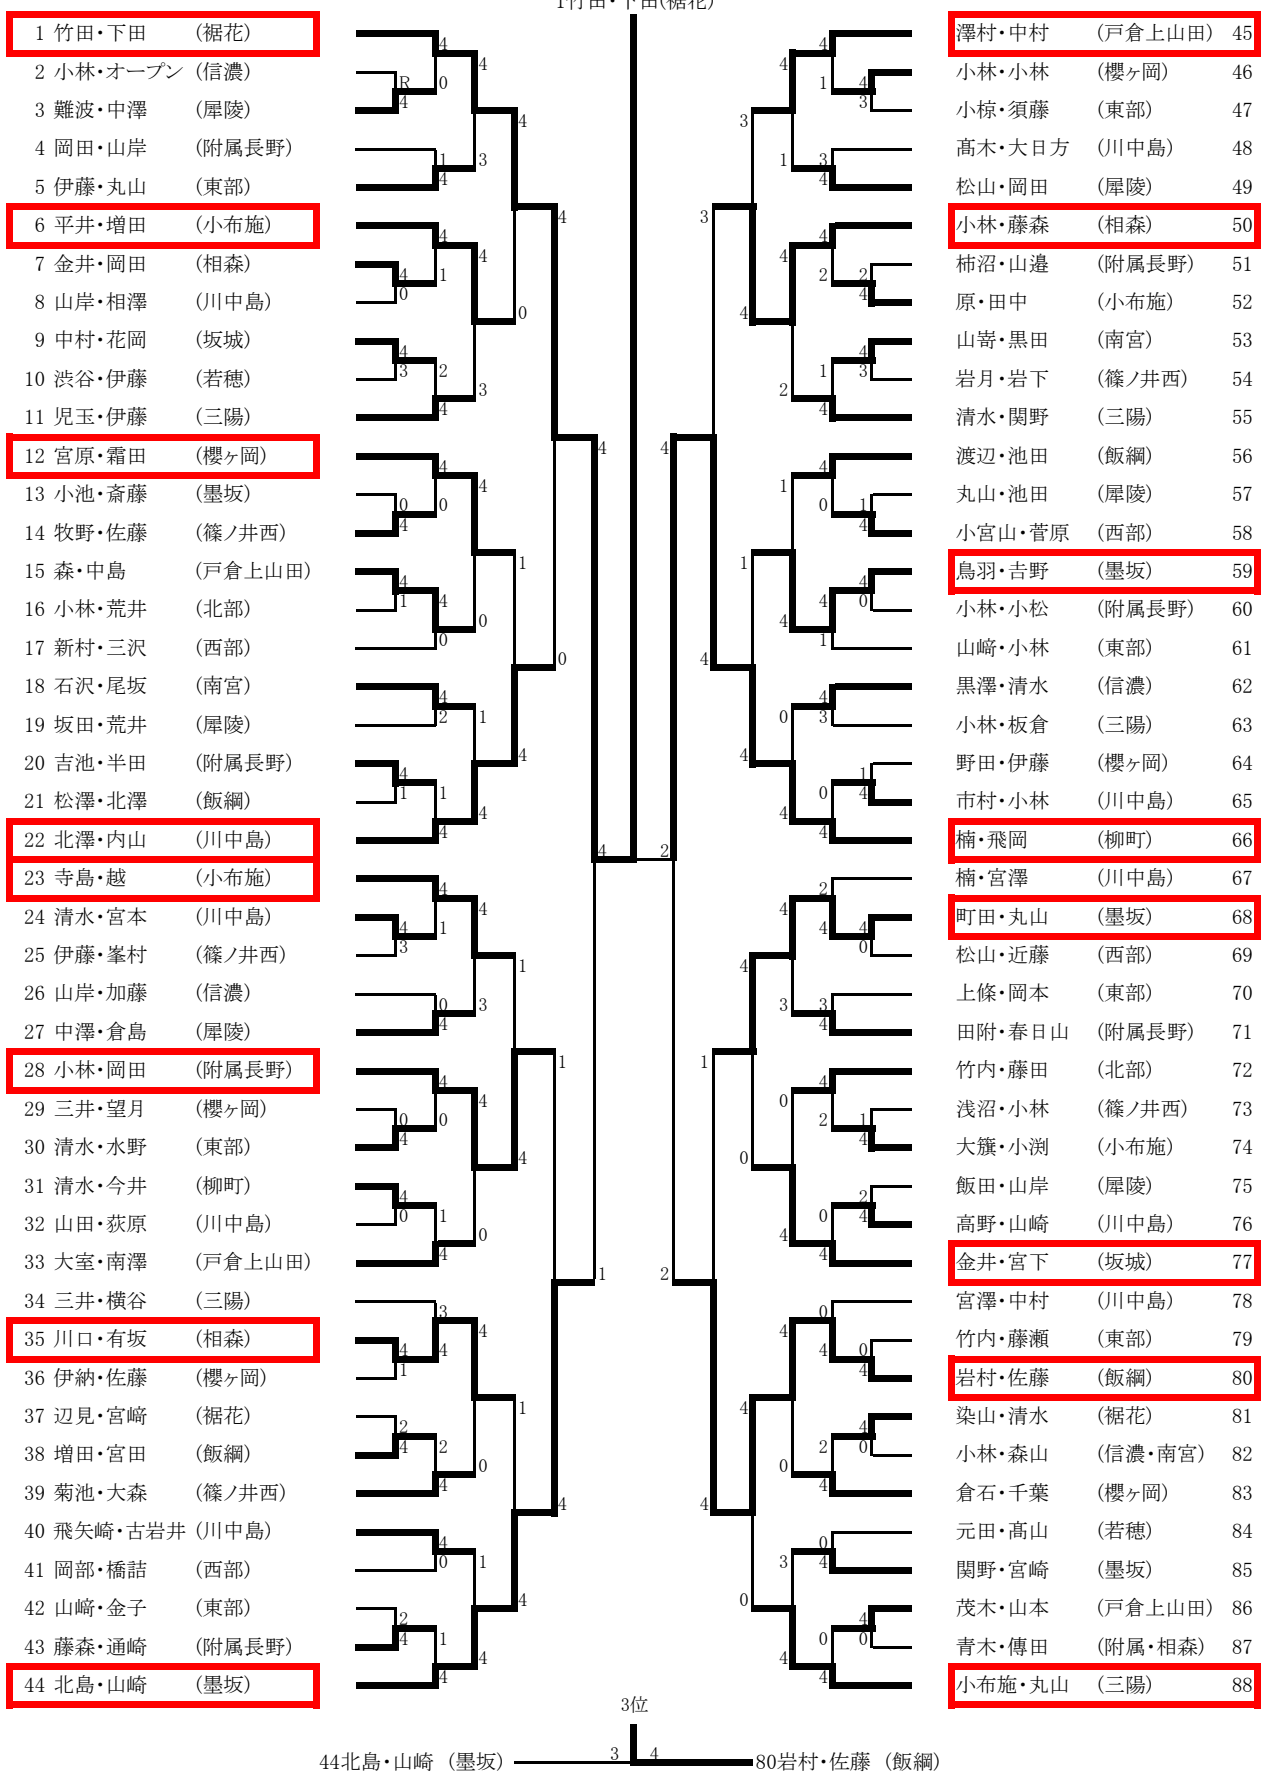 1竹田・下田(裾花)
1 竹田・下田 (裾花)
2 小林・オープン (信濃)
3 難波・中澤 (犀陵)
4 岡田・山岸 (附属長野)
5 伊藤・丸山 (東部)
6 平井・増田 (小布施)
7 金井・岡田 (相森)
8 山岸・相澤 (川中島)
9 中村・花岡 (坂城)
10 渋谷・伊藤 (若穂)
11 児玉・伊藤 (三陽)
12 宮原・霜田 (櫻ヶ岡)
13 小池・斎藤 (墨坂)
14 牧野・佐藤 (篠ノ井西)
15 森・中島 (戸倉上山田)
16 小林・荒井 (北部)
17 新村・三沢 (西部)
18 石沢・尾坂 (南宮)
19 坂田・荒井 (犀陵)
20 吉池・半田 (附属長野)
21 松澤・北澤 (飯綱)
22 北澤・内山 (川中島)
23 寺島・越 (小布施)
24 清水・宮本 (川中島)
25 伊藤・峯村 (篠ノ井西)
26 山岸・加藤 (信濃)
27 中澤・倉島 (犀陵)
28 小林・岡田 (附属長野)
29 三井・望月 (櫻ヶ岡)
30 清水・水野 (東部)
31 清水・今井 (柳町)
32 山田・荻原 (川中島)
33 大室・南澤 (戸倉上山田)
34 三井・横谷 (三陽)
35 川口・有坂 (相森)
36 伊納・佐藤 (櫻ヶ岡)
37 辺見・宮﨑 (裾花)
38 増田・宮田 (飯綱)
39 菊池・大森 (篠ノ井西)
40 飛矢崎・古岩井 (川中島)
41 岡部・橋詰 (西部)
42 山﨑・金子 (東部)
43 藤森・通崎 (附属長野)
44 北島・山崎 (墨坂)
澤村・中村 (戸倉上山田) 45
小林・小林 (櫻ヶ岡) 46
小椋・須藤 (東部) 47
髙木・大日方 (川中島) 48
松山・岡田 (犀陵) 49
小林・藤森 (相森) 50
柿沼・山邉 (附属長野) 51
原・田中 (小布施) 52
山嵜・黒田 (南宮) 53
岩月・岩下 (篠ノ井西) 54
清水・関野 (三陽) 55
渡辺・池田 (飯綱) 56
丸山・池田 (犀陵) 57
小宮山・菅原 (西部) 58
鳥羽・𠮷野 (墨坂) 59
小林・小松 (附属長野) 60
山﨑・小林 (東部) 61
黒澤・清水 (信濃) 62
小林・板倉 (三陽) 63
野田・伊藤 (櫻ヶ岡) 64
市村・小林 (川中島) 65
楠・飛岡 (柳町) 66
楠・宮澤 (川中島) 67
町田・丸山 (墨坂) 68
松山・近藤 (西部) 69
上條・岡本 (東部) 70
田附・春日山 (附属長野) 71
竹内・藤田 (北部) 72
浅沼・小林 (篠ノ井西) 73
大籏・小渕 (小布施) 74
飯田・山岸 (犀陵) 75
高野・山崎 (川中島) 76
金井・宮下 (坂城) 77
宮澤・中村 (川中島) 78
竹内・藤瀬 (東部) 79
岩村・佐藤 (飯綱) 80
染山・清水 (裾花) 81
小林・森山 (信濃・南宮) 82
倉石・千葉 (櫻ヶ岡) 83
元田・髙山 (若穂) 84
関野・宮崎 (墨坂) 85
茂木・山本 (戸倉上山田) 86
青木・傳田 (附属・相森) 87
小布施・丸山 (三陽) 88
3位
44北島・山崎 (墨坂) 3 4 80岩村・佐藤 (飯綱)